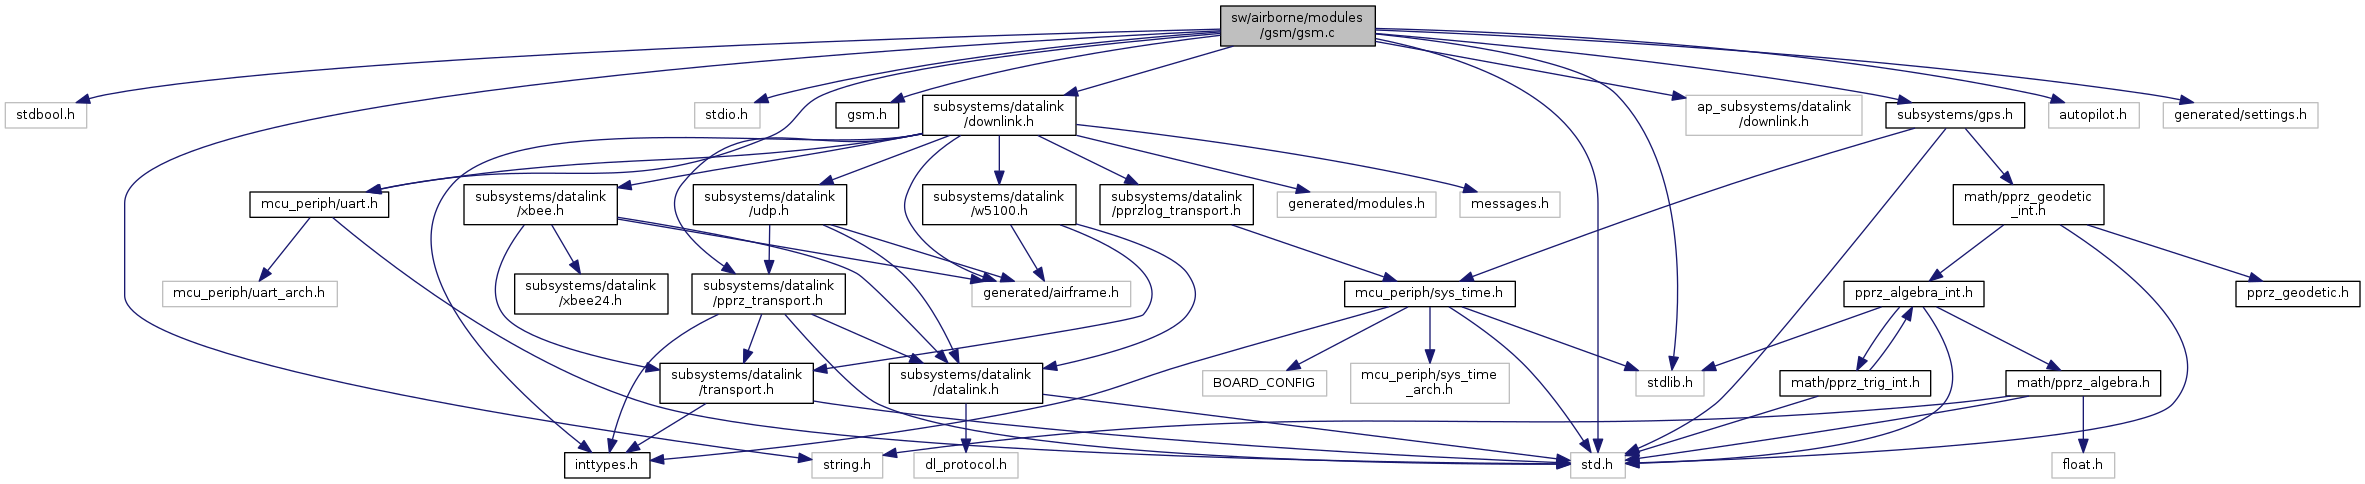 sw/airborne/modules
/gsm/gsm.c
stdbool.h
stdio.h
gsm.h
subsystems/datalink
/downlink.h
ap_subsystems/datalink
/downlink.h
subsystems/gps.h
autopilot.h
generated/settings.h
mcu_periph/uart.h
subsystems/datalink
/xbee.h
subsystems/datalink
/udp.h
subsystems/datalink
/w5100.h
subsystems/datalink
/pprzlog_transport.h
generated/modules.h
messages.h
math/pprz_geodetic
_int.h
mcu_periph/uart_arch.h
subsystems/datalink
/xbee24.h
subsystems/datalink
/pprz_transport.h
generated/airframe.h
mcu_periph/sys_time.h
pprz_algebra_int.h
pprz_geodetic.h
subsystems/datalink
/transport.h
subsystems/datalink
/datalink.h
BOARD_CONFIG
mcu_periph/sys_time
_arch.h
stdlib.h
math/pprz_trig_int.h
math/pprz_algebra.h
inttypes.h
string.h
dl_protocol.h
std.h
float.h